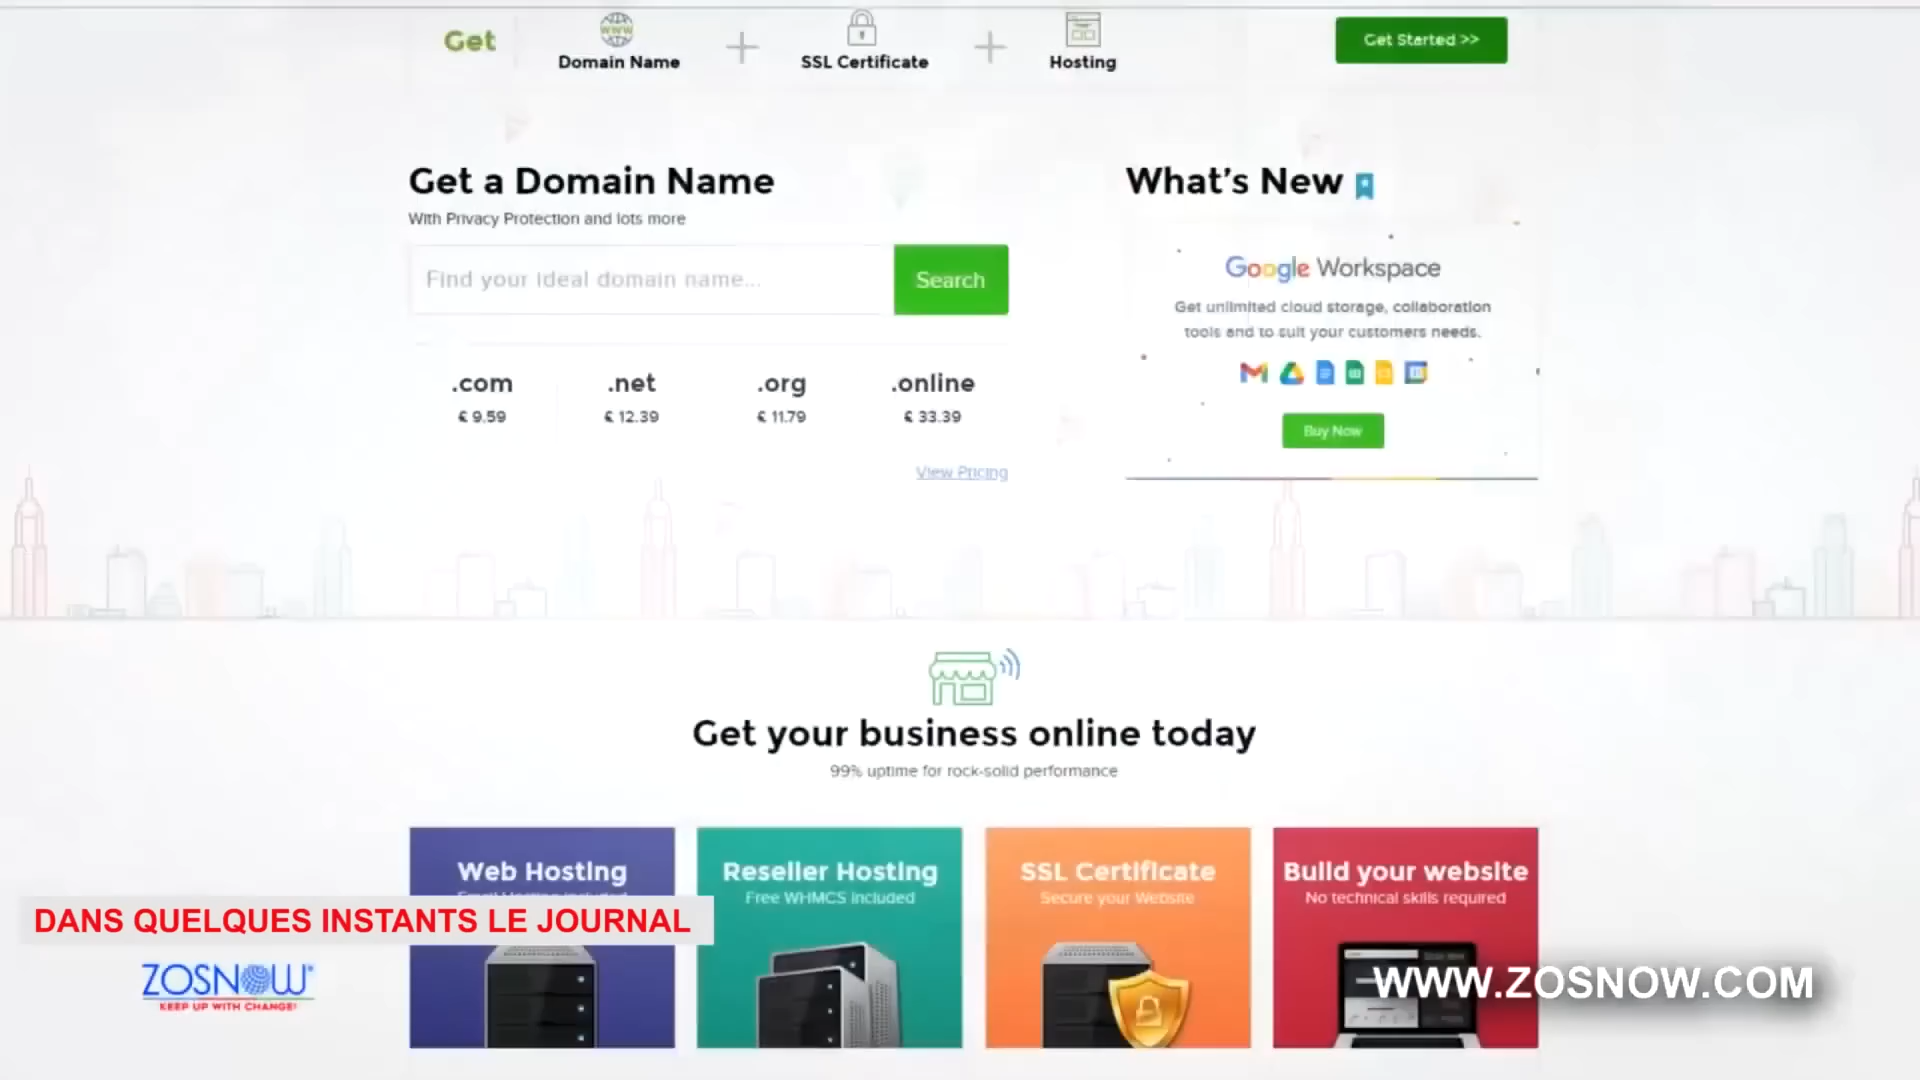 Get
WWW
Domain Name
SSL Certificate
Hosting
Get Started >>
Get a Domain Name
With Privacy Protection and lots more
Find your ideal domain name...
Search
.com
.net
.org
.online
€ 9.59
€ 12.39
€ 11.79
€ 33.39
View Pricing
What's New
Google Workspace
Get unlimited cloud storage, collaboration
tools and to suit your customers needs.
Buy Now
Get your business online today
99% uptime for rock-solid performance
Web Hosting
Email Hosting included
Reseller Hosting
Free WHMCS Included
SSL Certificate
Secure your Website
Build your website
No technical skills required
DANS QUELQUES INSTANTS LE JOURNAL
ZOSNOW
KEEP UP WITH CHANGE!
WWW.ZOSNOW.COM